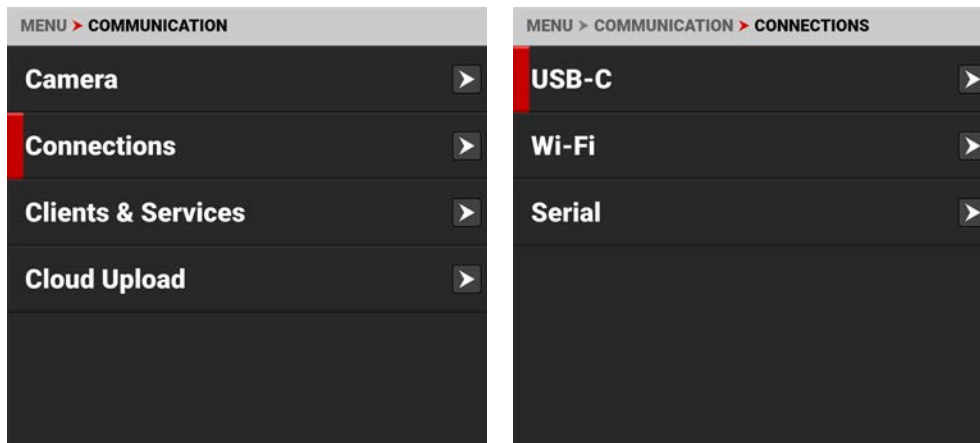 MENU > COMMUNICATION
Camera
Connections
Clients & Services
Cloud Upload
MENU > COMMUNICATION > CONNECTIONS
USB-C
Wi-Fi
Serial